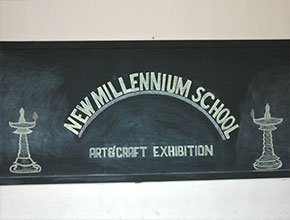 NEW MILLENNIUM SCHOOL
ART&CRAFT EXHIBITION